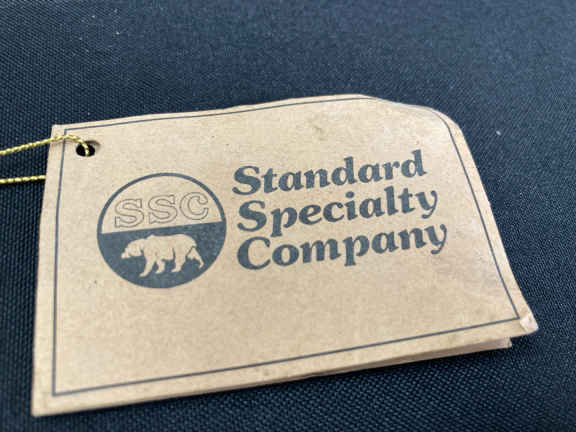 SSC
Standard
Specialty
Company